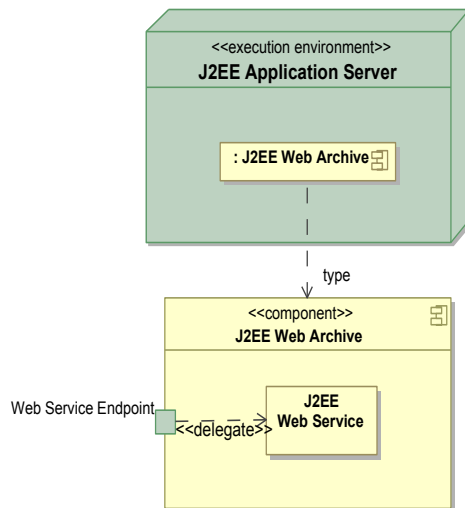 <<execution environment>>
J2EE Application Server
: J2EE Web Archive
type
<<component>>
J2EE Web Archive
J2EE
Web Service
Web Service Endpoint
<<delegate>>